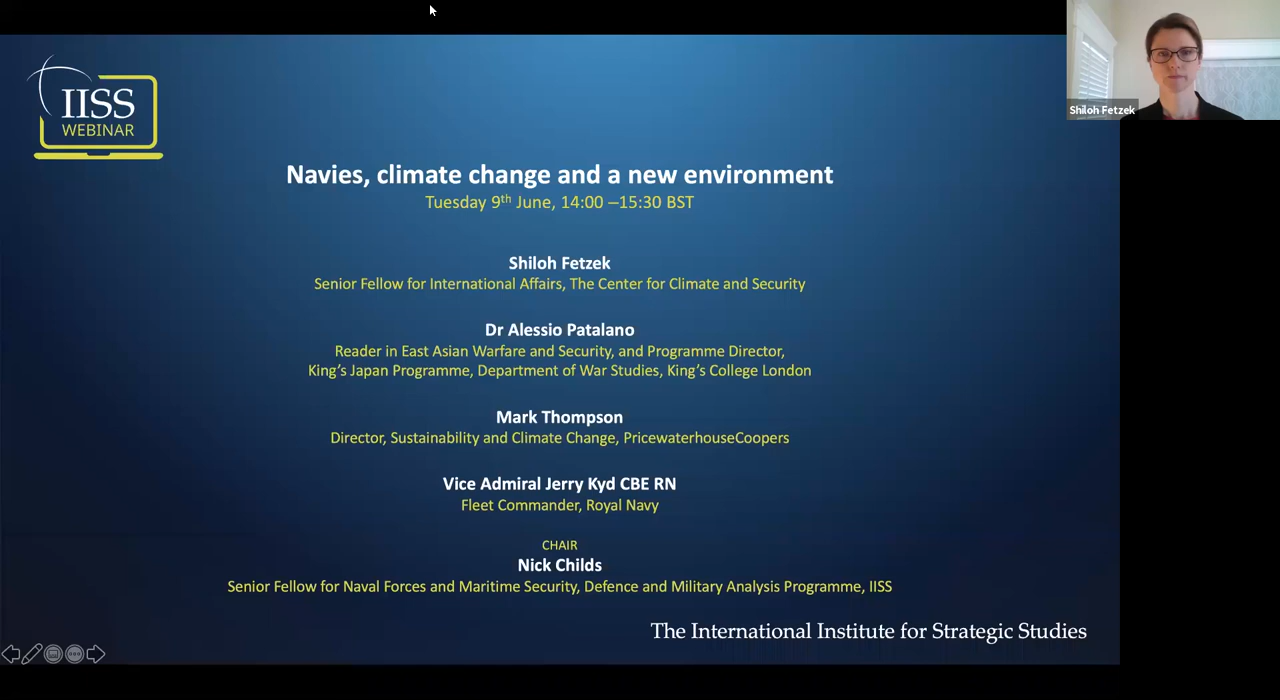 IISS
WEBINAR
Shiloh Fetzek
Navies, climate change and a new environment
Tuesday 9th June, 14:00 –15:30 BST
Shiloh Fetzek
Senior Fellow for International Affairs, The Center for Climate and Security
Dr Alessio Patalano
Reader in East Asian Warfare and Security, and Programme Director,
King's Japan Programme, Department of War Studies, King's College London
Mark Thompson
Director, Sustainability and Climate Change, PricewaterhouseCoopers
Vice Admiral Jerry Kyd CBE RN
Fleet Commander, Royal Navy
CHAIR
Nick Childs
Senior Fellow for Naval Forces and Maritime Security, Defence and Military Analysis Programme, IISS
The International Institute for Strategic Studies